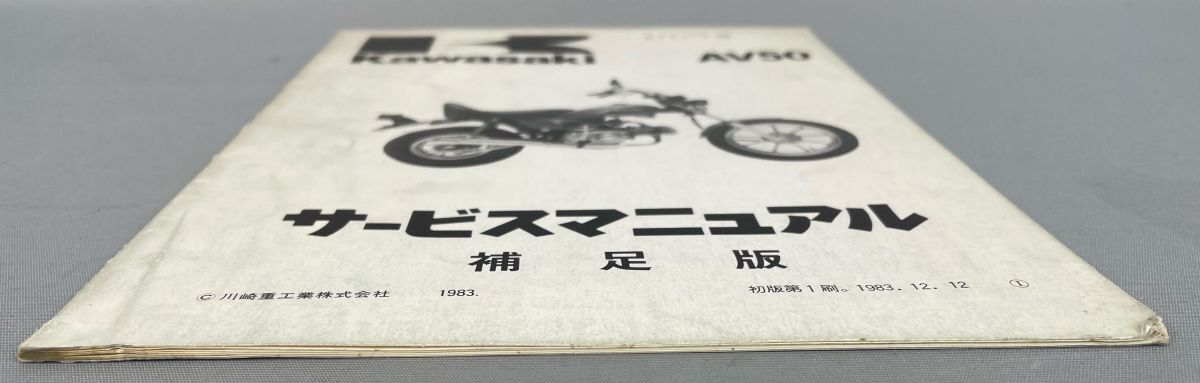 Kawasaki
AV50
サービスマニュアル
補足版
© 川崎重工業株式会社 1983.
初版第1刷。1983.12.12 ①